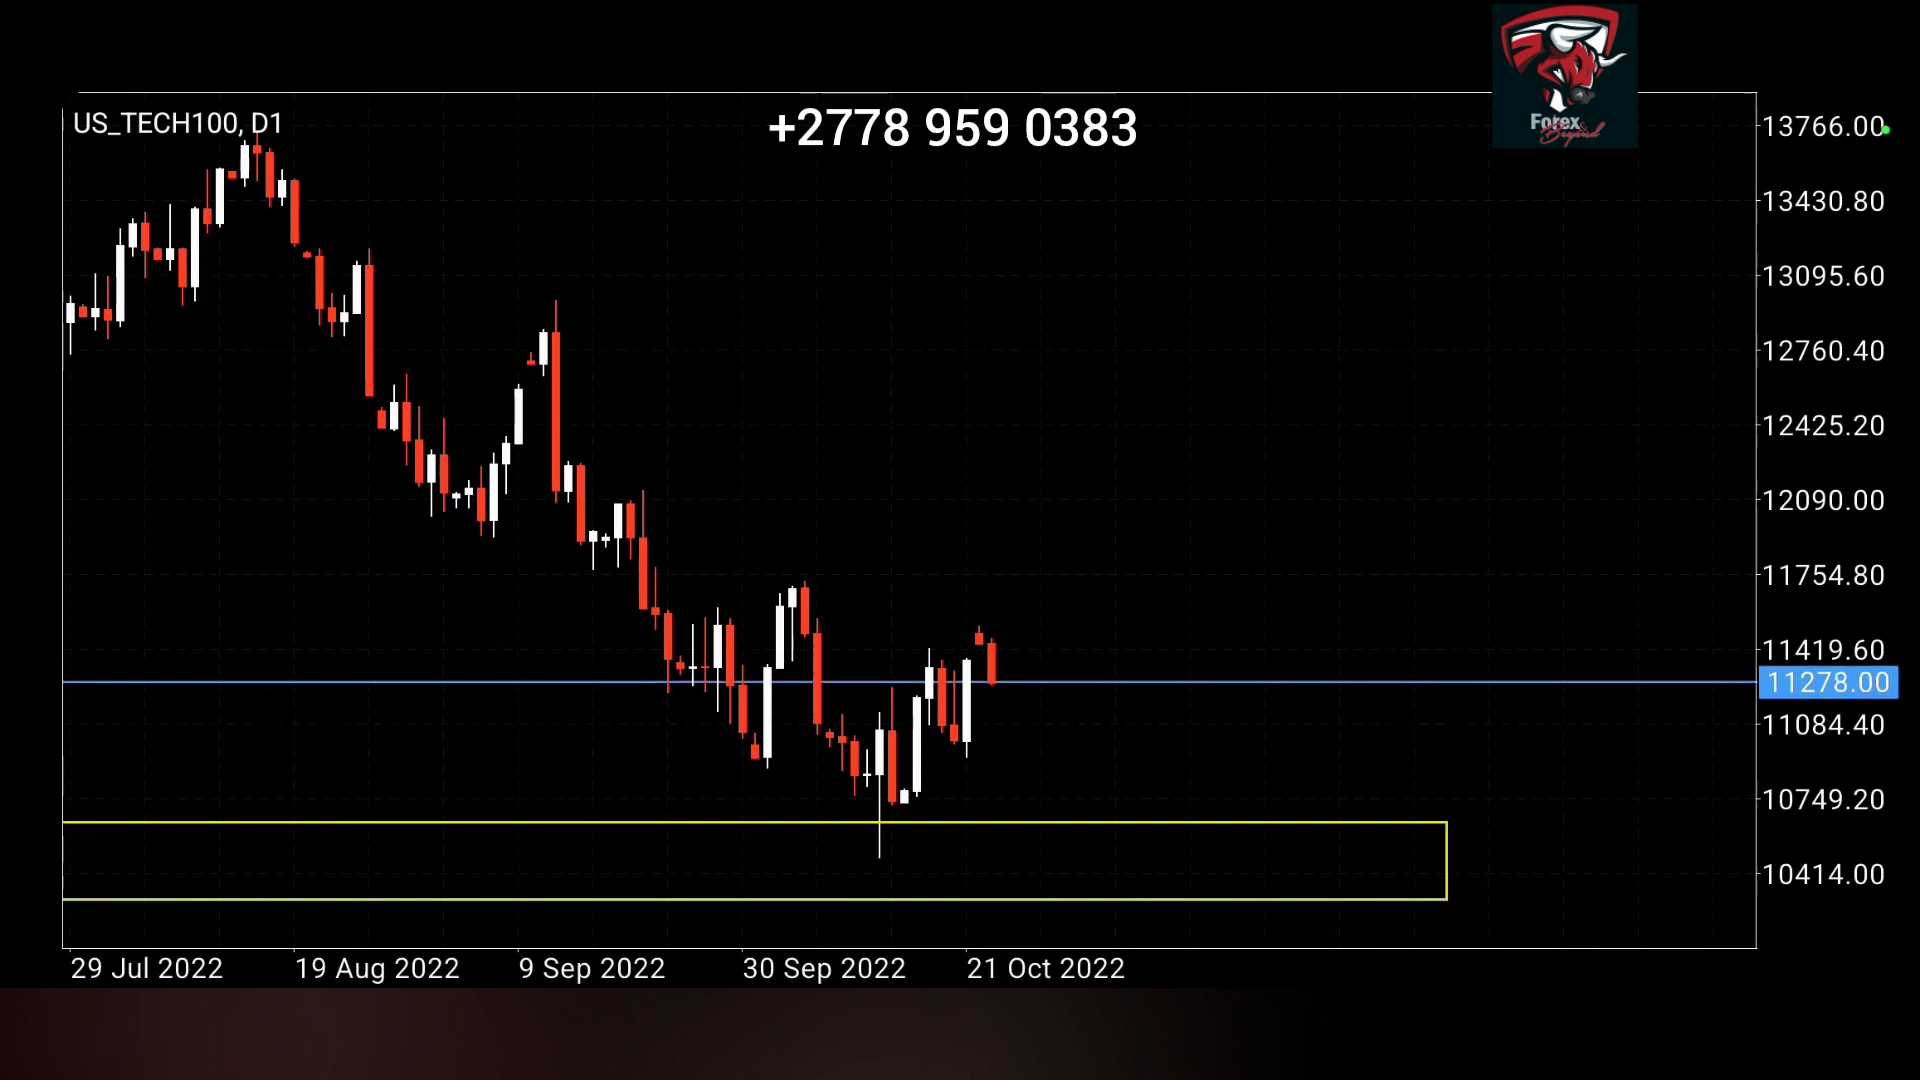 US_TECH100, D1
+2778 959 0383
Forex
Beyond
13766.00
13430.80
13095.60
12760.40
12425.20
12090.00
11754.80
11419.60
11278.00
11084.40
10749.20
10414.00
29 Jul 2022
19 Aug 2022
9 Sep 2022
30 Sep 2022
21 Oct 2022